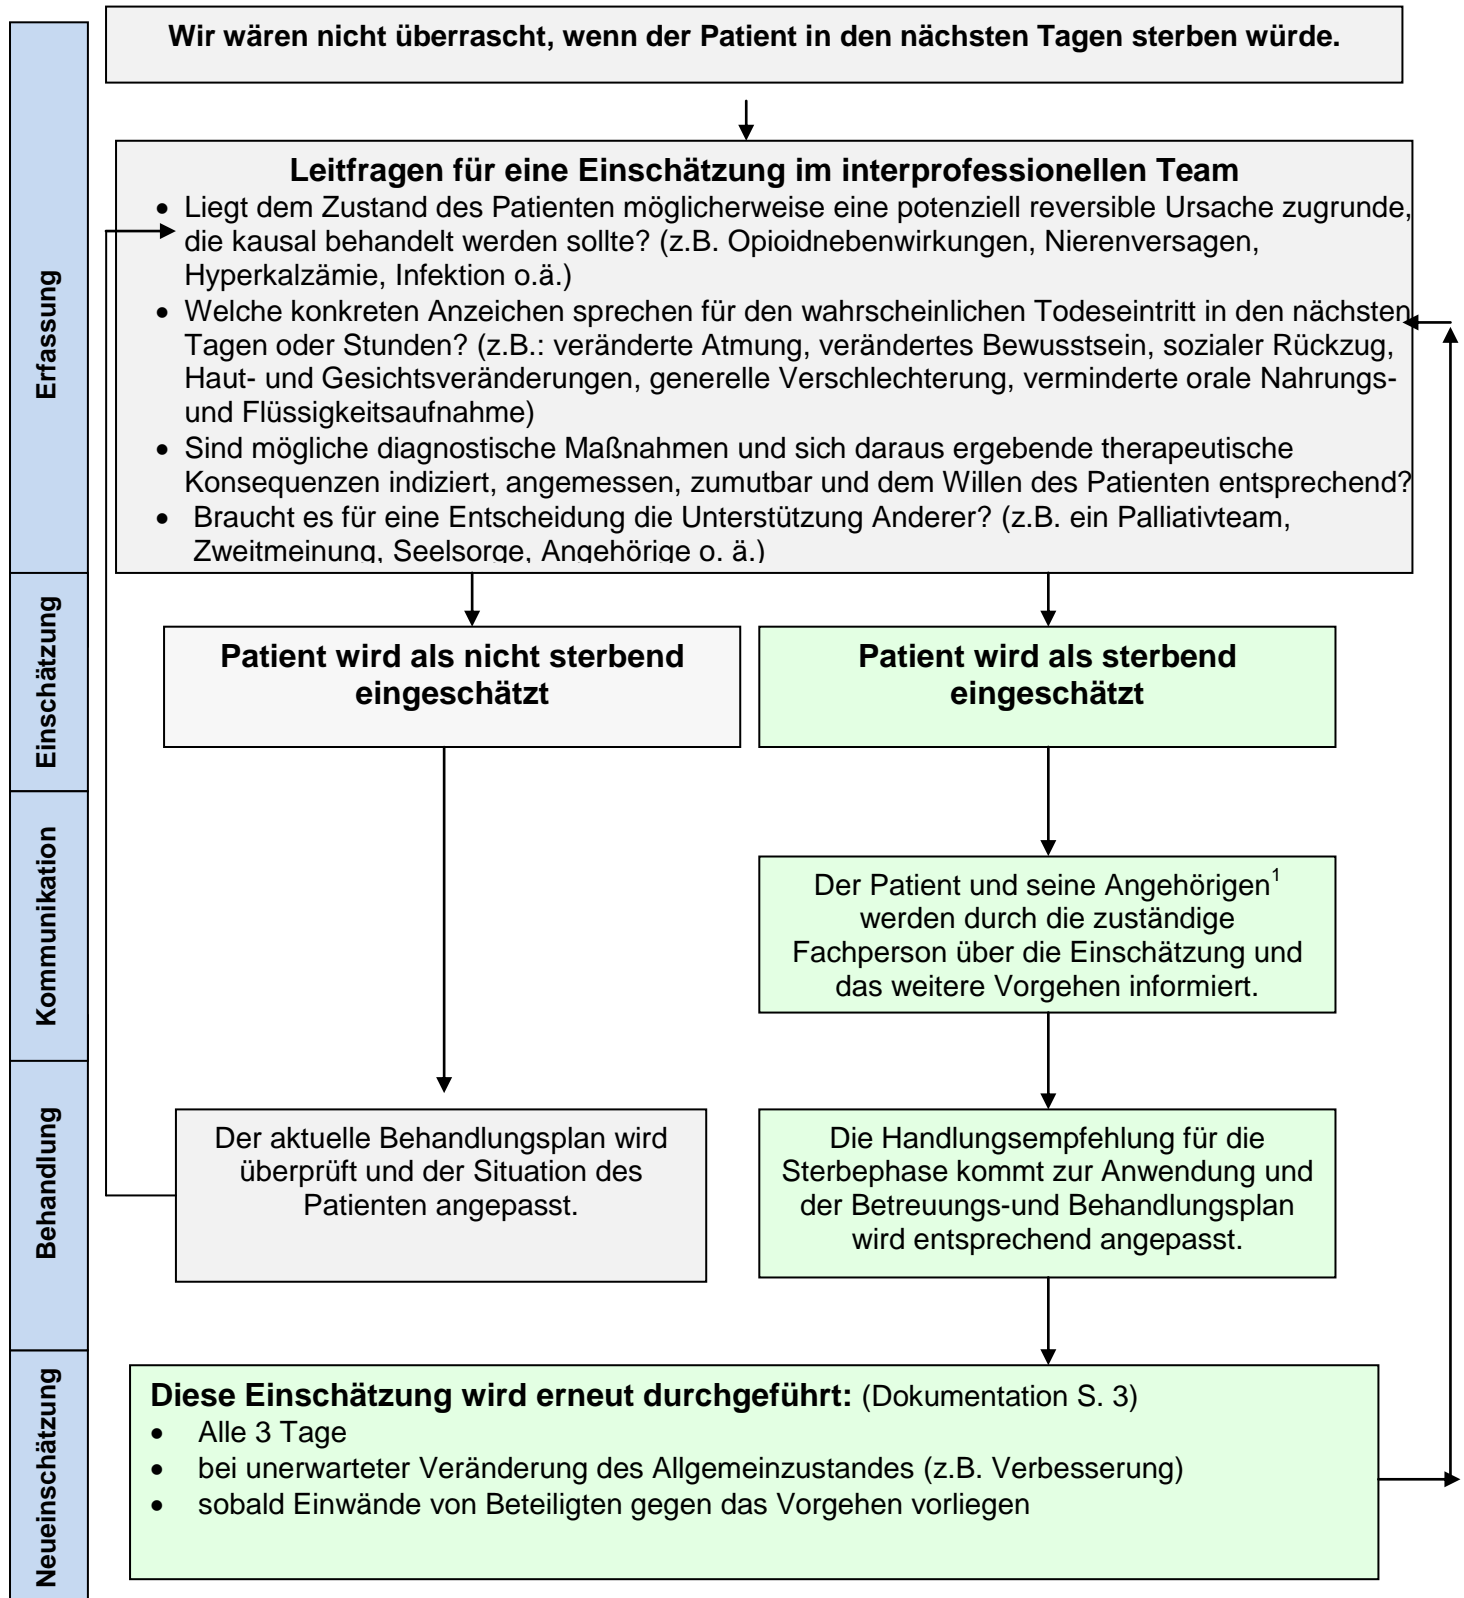 Wir wären nicht überrascht, wenn der Patient in den nächsten Tagen sterben würde.
Erfassung
Leitfragen für eine Einschätzung im interprofessionellen Team
• Liegt dem Zustand des Patienten möglicherweise eine potenziell reversible Ursache zugrunde,
die kausal behandelt werden sollte? (z.B. Opioidnebenwirkungen, Nierenversagen,
Hyperkalzämie, Infektion o.ä.)
• Welche konkreten Anzeichen sprechen für den wahrscheinlichen Todeseintritt in den nächsten
Tagen oder Stunden? (z.B.: veränderte Atmung, verändertes Bewusstsein, sozialer Rückzug,
Haut- und Gesichtsveränderungen, generelle Verschlechterung, verminderte orale Nahrungs-
und Flüssigkeitsaufnahme)
• Sind mögliche diagnostische Maßnahmen und sich daraus ergebende therapeutische
Konsequenzen indiziert, angemessen, zumutbar und dem Willen des Patienten entsprechend?
• Braucht es für eine Entscheidung die Unterstützung Anderer? (z.B. ein Palliativteam,
Zweitmeinung, Seelsorge, Angehörige o. ä.)
Einschätzung
Patient wird als nicht sterbend
eingeschätzt
Patient wird als sterbend
eingeschätzt
Kommunikation
Der Patient und seine Angehörigen¹
werden durch die zuständige
Fachperson über die Einschätzung und
das weitere Vorgehen informiert.
Behandlung
Der aktuelle Behandlungsplan wird
überprüft und der Situation des
Patienten angepasst.
Die Handlungsempfehlung für die
Sterbephase kommt zur Anwendung und
der Betreuungs-und Behandlungsplan
wird entsprechend angepasst.
Neueinschätzung
Diese Einschätzung wird erneut durchgeführt: (Dokumentation S. 3)
• Alle 3 Tage
• bei unerwarteter Veränderung des Allgemeinzustandes (z.B. Verbesserung)
• sobald Einwände von Beteiligten gegen das Vorgehen vorliegen